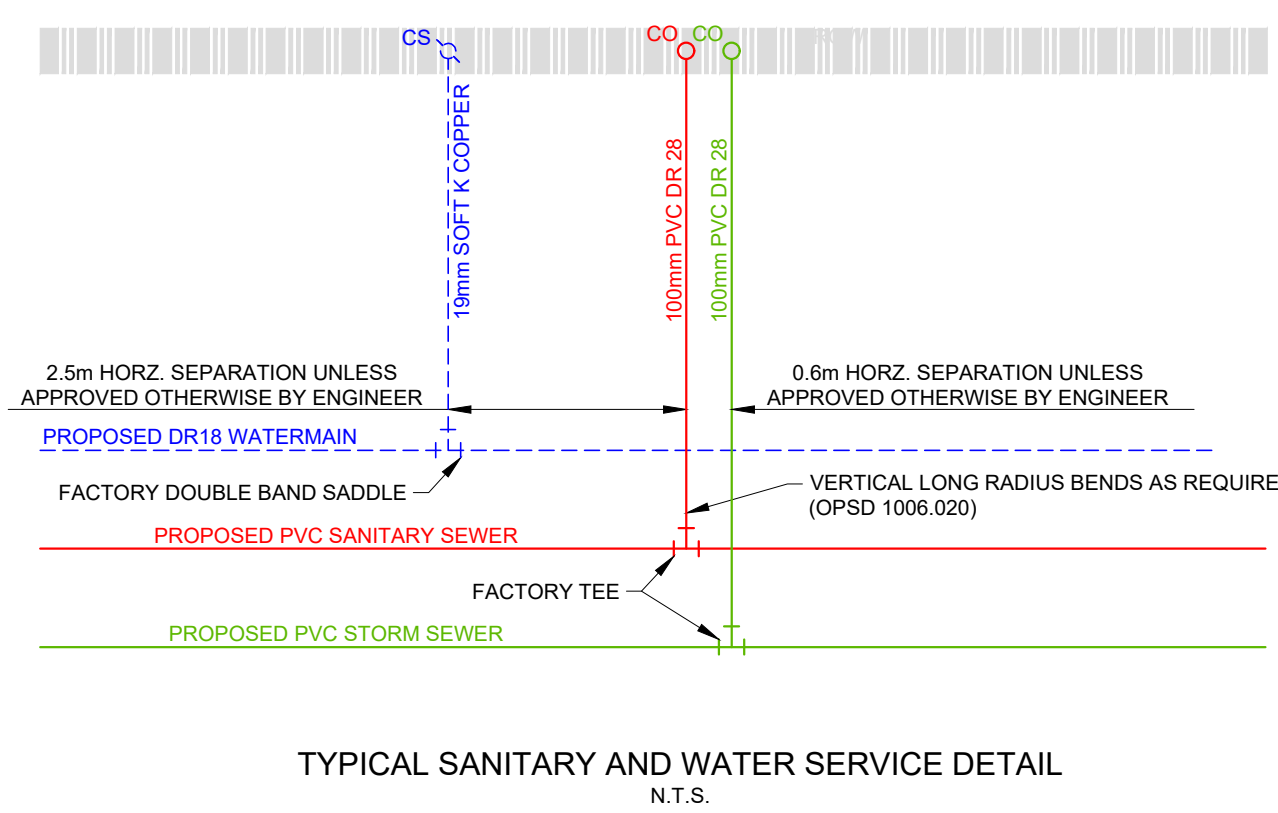 CS
CO
CO
19mm SOFT K COPPER
100mm PVC DR 28
100mm PVC DR 28
2.5m HORZ. SEPARATION UNLESS
APPROVED OTHERWISE BY ENGINEER
0.6m HORZ. SEPARATION UNLESS
APPROVED OTHERWISE BY ENGINEER
PROPOSED DR18 WATERMAIN
FACTORY DOUBLE BAND SADDLE
VERTICAL LONG RADIUS BENDS AS REQUIRE
(OPSD 1006.020)
PROPOSED PVC SANITARY SEWER
FACTORY TEE
PROPOSED PVC STORM SEWER
TYPICAL SANITARY AND WATER SERVICE DETAIL
N.T.S.